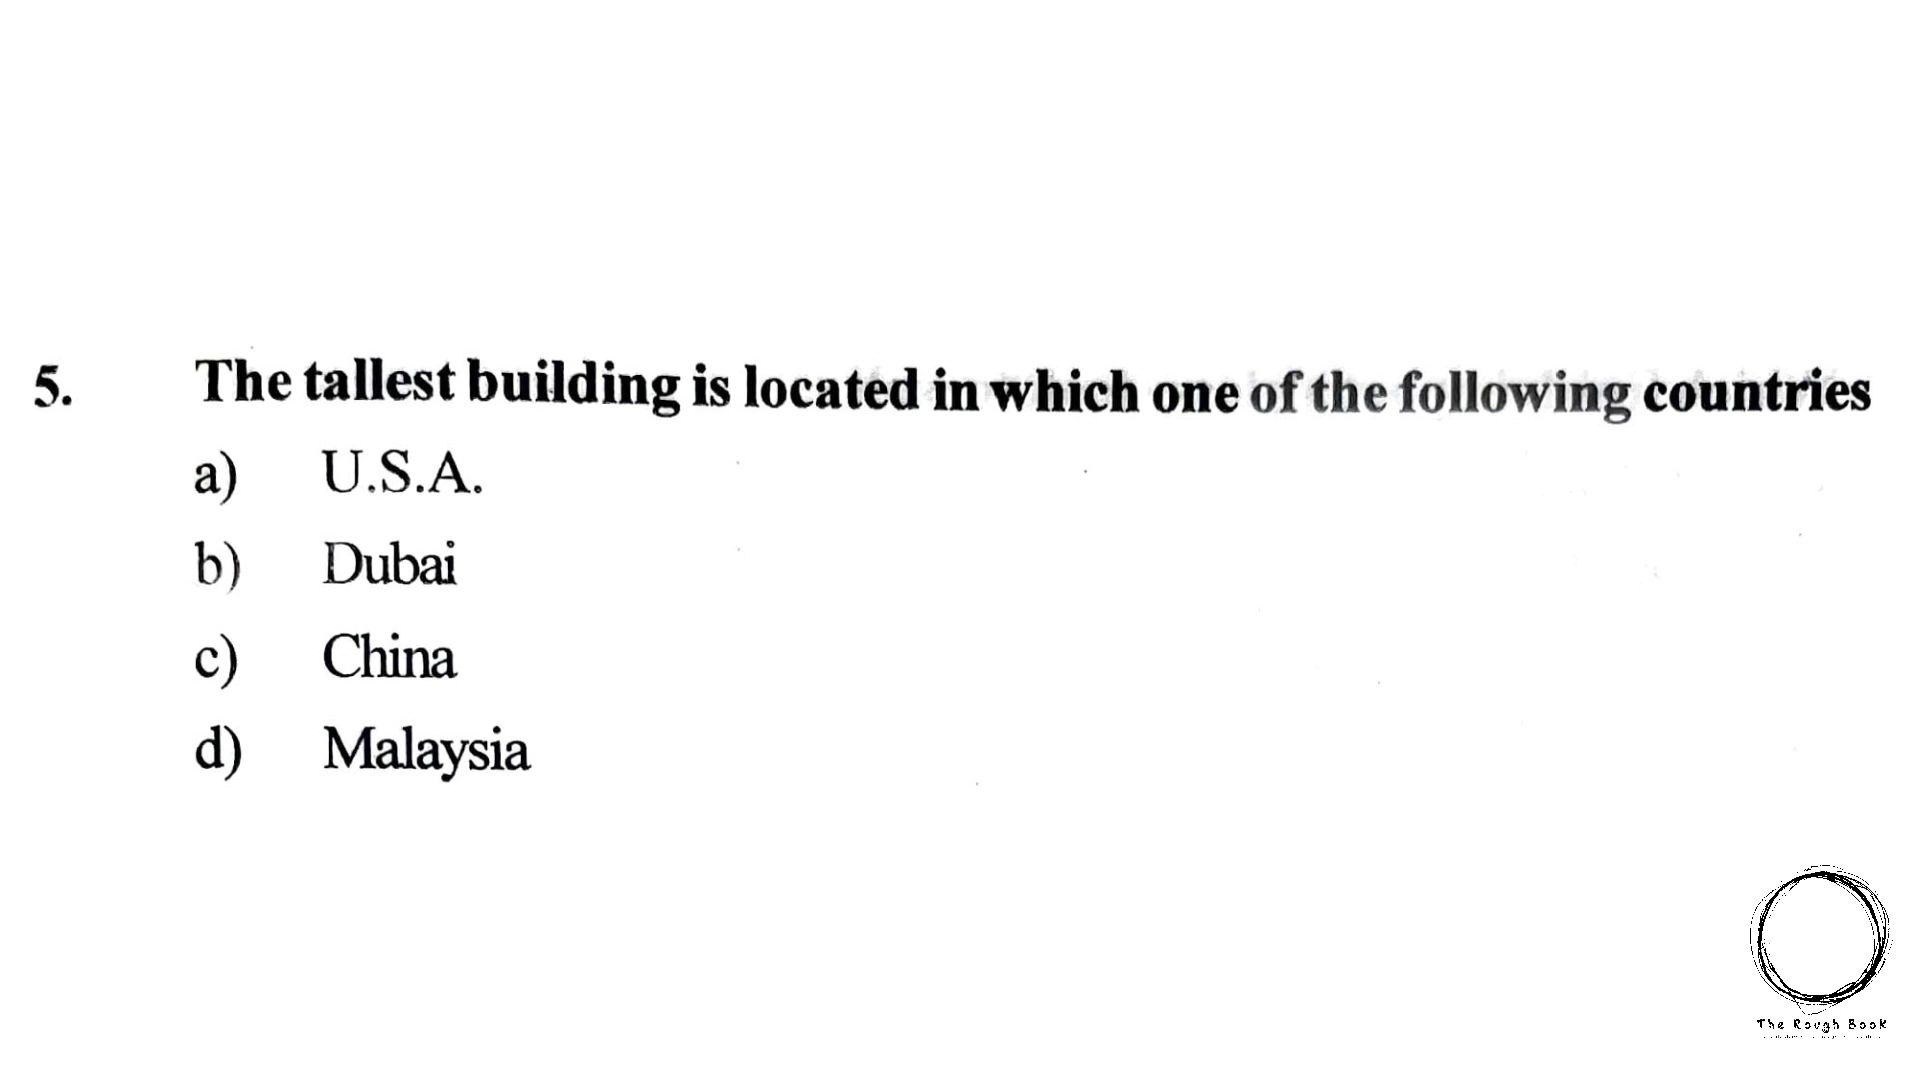 5. The tallest building is located in which one of the following countries
a) U.S.A.
b) Dubai
c) China
d) Malaysia
The Rough Book